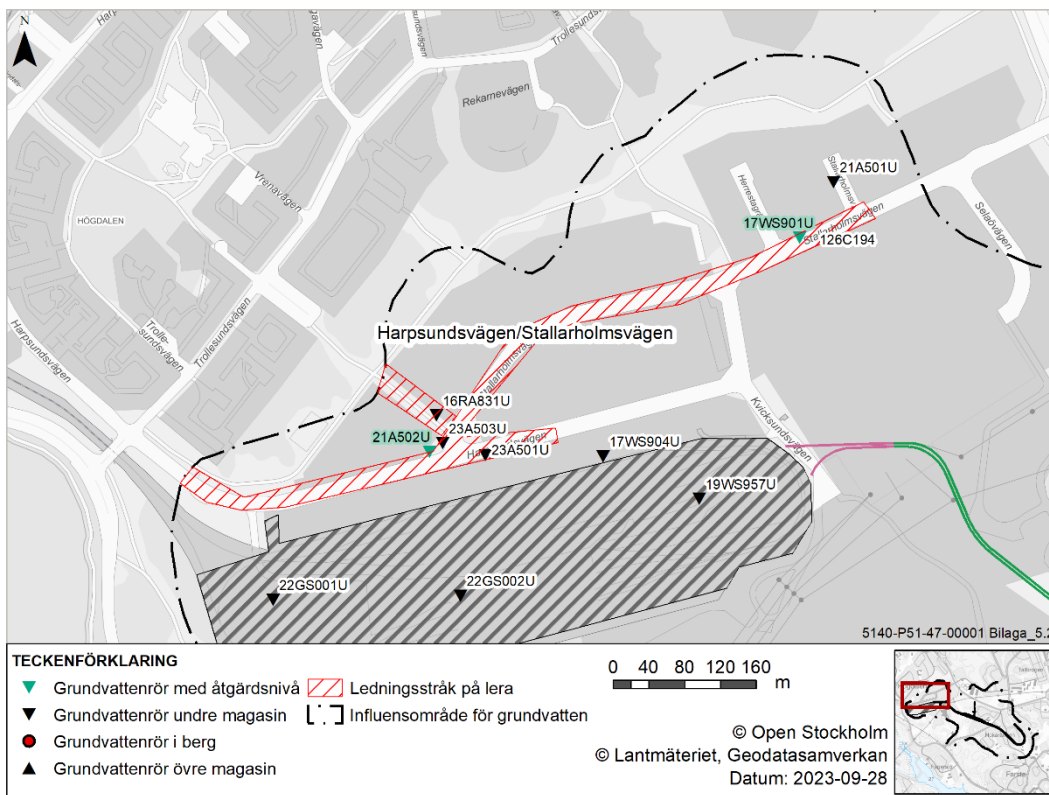 N
Trollesundsvägen
Rekarnevägen
Vrenavägen
HÖGDALEN
21A501U
Selaövägen
17WS901U
Stallarholmsvägen
126C194
Harpsundsvägen
Trolle-
sundsvägen
Trollesundsvägen
Harpsundsvägen/Stallarholmsvägen
16RA831U
23A503U
21A502U
23A501U
17WS904U
Kvicksundsvägen
19WS957U
22GS001U
22GS002U
5140-P51-47-00001 Bilaga_5.2
TECKENFÖRKLARING
Grundvattenrör med åtgärdsnivå
Ledningsstråk på lera
Grundvattenrör undre magasin
Influensområde för grundvatten
Grundvattenrör i berg
Grundvattenrör övre magasin
0 40 80 120 160
m
© Open Stockholm
© Lantmäteriet, Geodatasamverkan
Datum: 2023-09-28